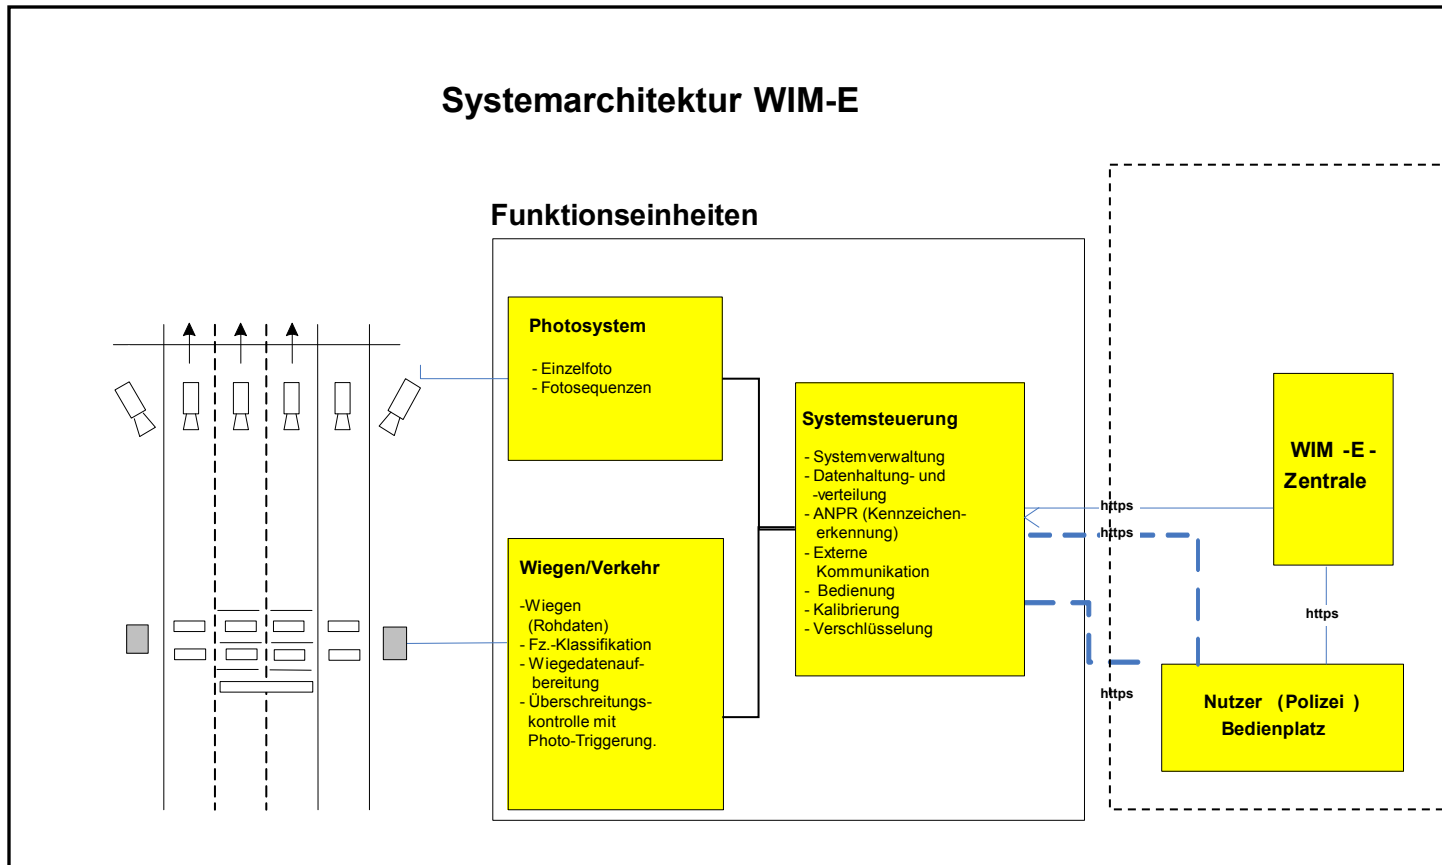 Systemarchitektur WIM-E
Funktionseinheiten
Photosystem
- Einzelfoto
- Fotosequenzen
Wiegen/Verkehr
-Wiegen
(Rohdaten)
- Fz.-Klassifikation
- Wiegedatenauf-
bereitung
- Überschreitungs-
kontrolle mit
Photo-Triggerung.
Systemsteuerung
- Systemverwaltung
- Datenhaltung- und
-verteilung
- ANPR (Kennzeichen-
erkennung)
- Externe
Kommunikation
- Bedienung
- Kalibrierung
- Verschlüsselung
https
https
https
WIM -E -
Zentrale
https
Nutzer (Polizei )
Bedienplatz